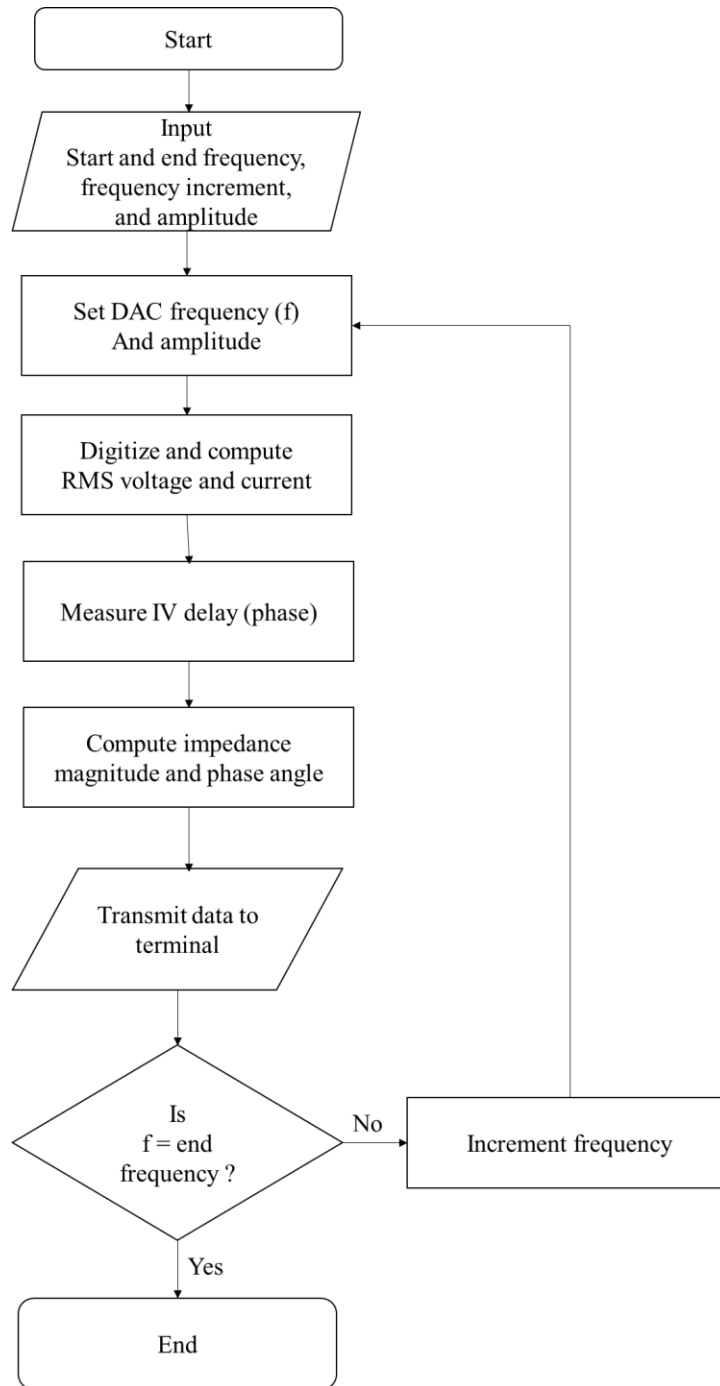 Start
Input
Start and end frequency,
frequency increment,
and amplitude
Set DAC frequency (f)
And amplitude
Digitize and compute
RMS voltage and current
Measure IV delay (phase)
Compute impedance
magnitude and phase angle
Transmit data to
terminal
Is
f = end
frequency ?
No
Increment frequency
Yes
End